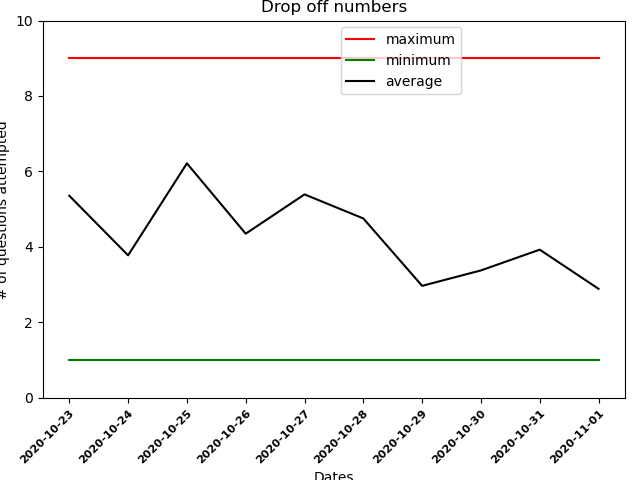 Drop off numbers
maximum
minimum
average
# of questions attempted
10
8
6
4
2
0
2020-10-23
2020-10-24
2020-10-25
2020-10-26
2020-10-27
2020-10-28
2020-10-29
2020-10-30
2020-10-31
2020-11-01
Dates